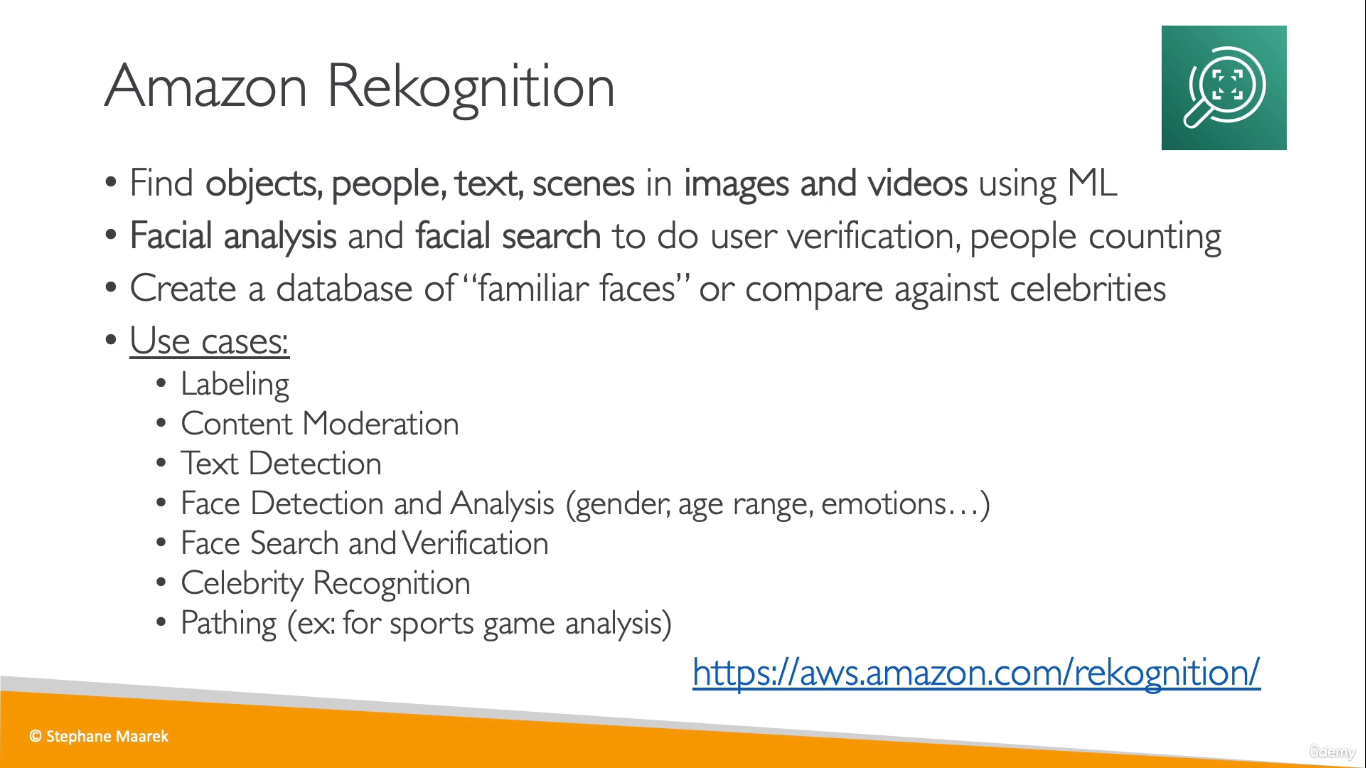 Amazon Rekognition
• Find objects, people, text, scenes in images and videos using ML
• Facial analysis and facial search to do user verification, people counting
• Create a database of “familiar faces” or compare against celebrities
• Use cases:
• Labeling
• Content Moderation
• Text Detection
• Face Detection and Analysis (gender, age range, emotions…)
• Face Search and Verification
• Celebrity Recognition
• Pathing (ex: for sports game analysis)
https://aws.amazon.com/rekognition/
© Stephane Maarek
ûdemy